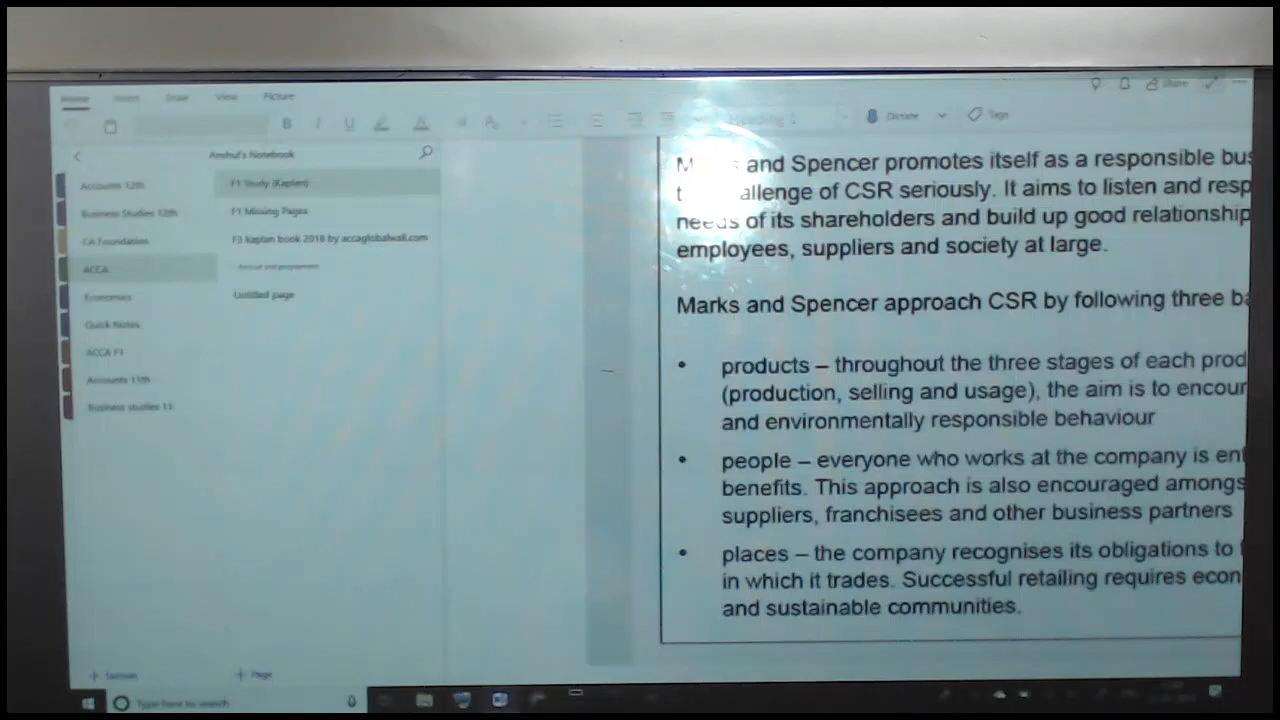 Home Insert Draw View Picture
Share
B I U
Heading 1
Dictate
Tags
Anshul's Notebook
Accounts 12th
Business Studies 12th
CA Foundation
ACCA
Economics
Quick Notes
ACCA F1
Accounts 11th
Business studies 11
F1 Study (Kaplan)
F1 Missing Pages
F3 kaplan book 2018 by accaglobalwall.com
Untitled page
+ Section
+ Page
Type here to search
and Spencer promotes itself as a responsible bus
allenge of CSR seriously. It aims to listen and resp
needs of its shareholders and build up good relationship
employees, suppliers and society at large.
Marks and Spencer approach CSR by following three ba
• products – throughout the three stages of each prod
(production, selling and usage), the aim is to encour
and environmentally responsible behaviour
• people – everyone who works at the company is ent
benefits. This approach is also encouraged amongs
suppliers, franchisees and other business partners
• places – the company recognises its obligations to
in which it trades. Successful retailing requires econ
and sustainable communities.